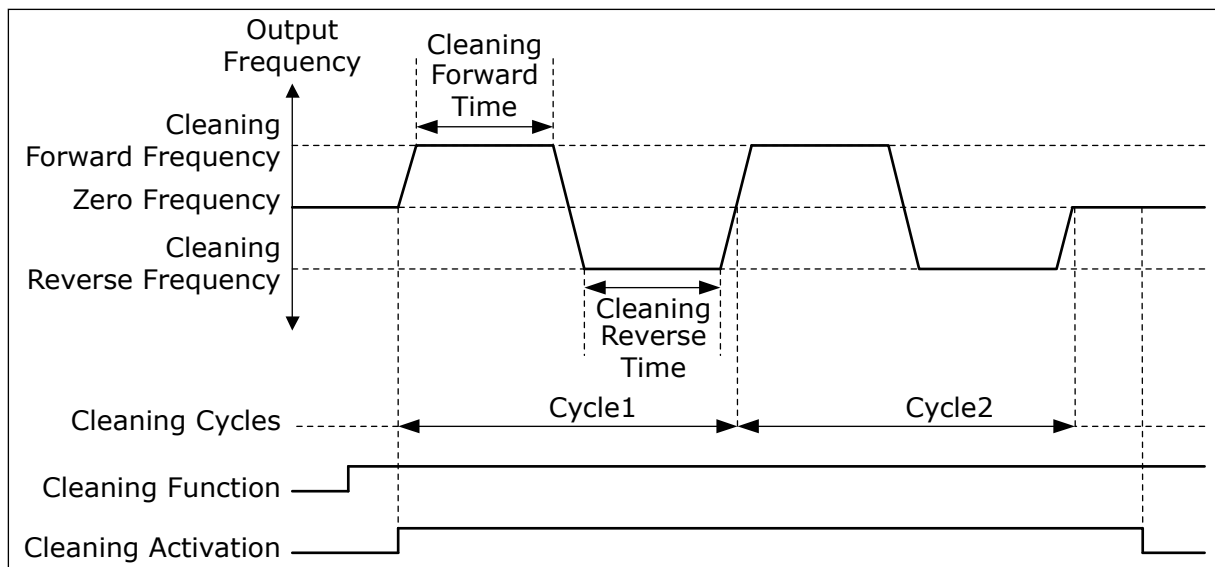 Output
Frequency
Cleaning
Forward
Time
Cleaning
Forward Frequency
Zero Frequency
Cleaning
Reverse Frequency
Cleaning
Reverse
Time
Cleaning Cycles
Cycle1
Cycle2
Cleaning Function
Cleaning Activation